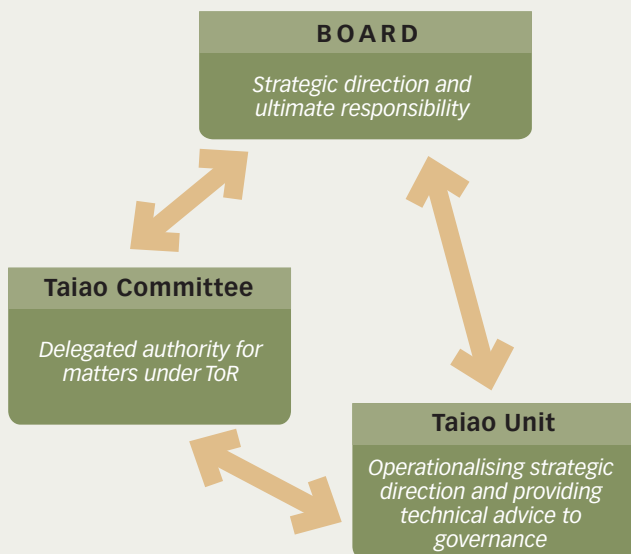 BOARD
Strategic direction and
ultimate responsibility
Taiao Committee
Delegated authority for
matters under ToR
Taiao Unit
Operationalising strategic
direction and providing
technical advice to
governance